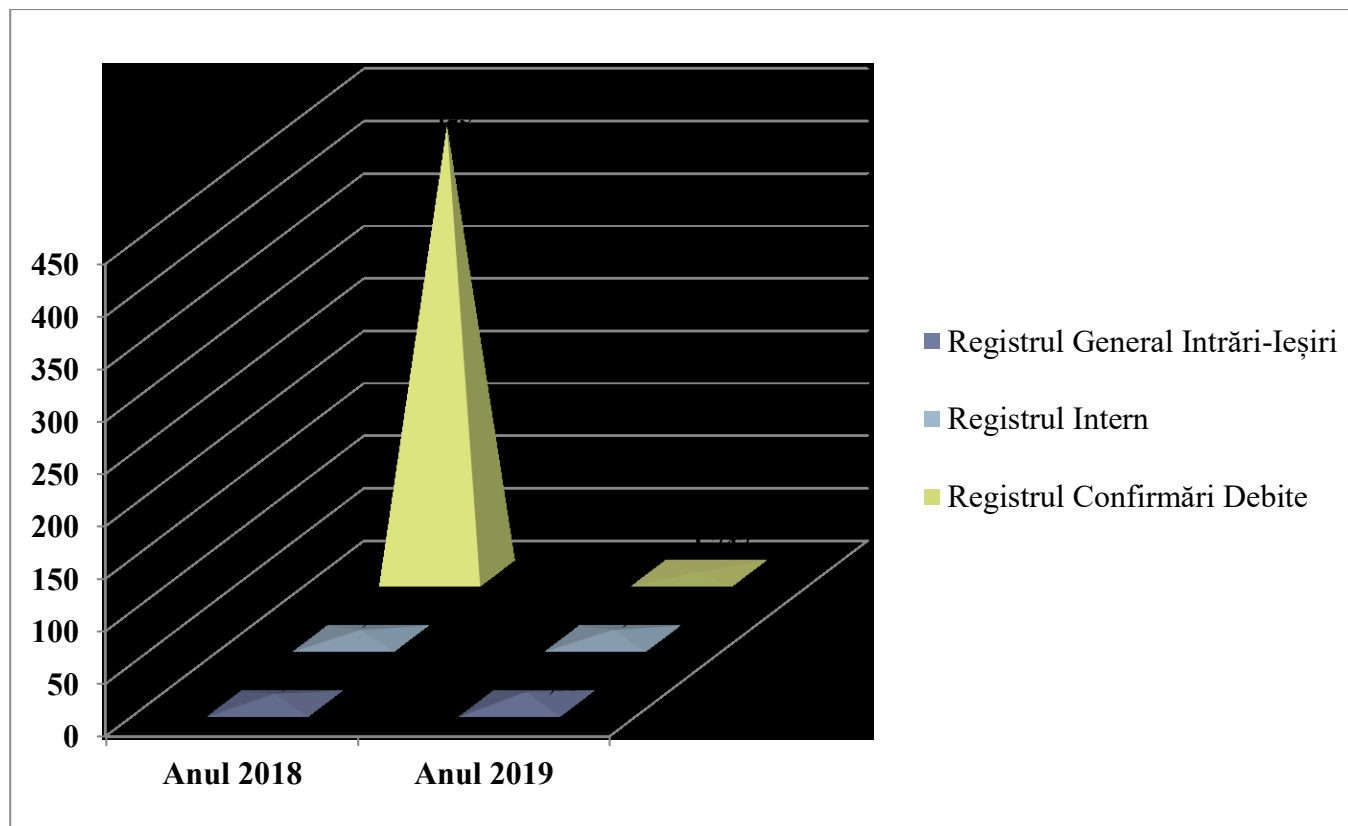 450
400
350
300
250
200
150
100
50
0
Anul 2018
Anul 2019
Registrul General Intrări-Ieșiri
Registrul Intern
Registrul Confirmări Debite